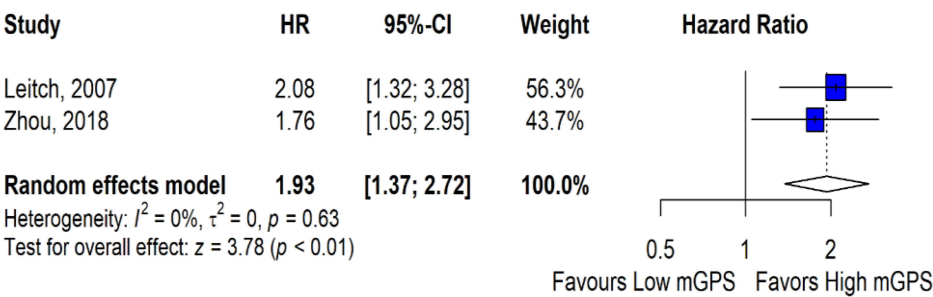 Study HR 95%-CI Weight Hazard Ratio
Leitch, 2007 2.08 [1.32; 3.28] 56.3%
Zhou, 2018 1.76 [1.05; 2.95] 43.7%
Random effects model 1.93 [1.37; 2.72] 100.0%
Heterogeneity: I² = 0%, τ² = 0, p = 0.63
Test for overall effect: z = 3.78 (p < 0.01)
0.5 1 2
Favours Low mGPS Favors High mGPS